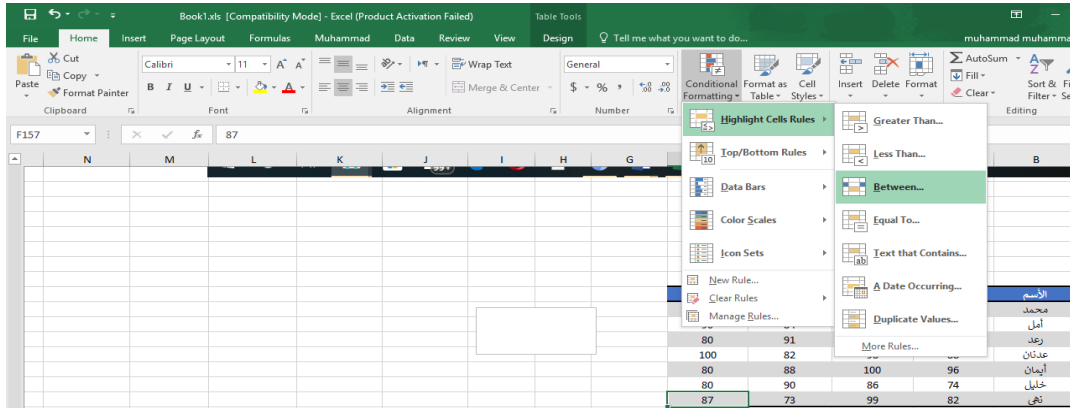 Book1.xls [Compatibility Mode] - Excel (Product Activation Failed)
Table Tools
File Home Insert Page Layout Formulas Muhammad Data Review View Design Tell me what you want to do... muhammad muhamma
Cut
Copy
Format Painter
Paste
Calibri 11
B I U
Wrap Text
Merge & Center
General
$ % ,
Conditional Formatting
Format as Table
Cell Styles
Insert Delete Format
AutoSum
Fill
Clear
Sort &
Filter
Clipboard Font Alignment Number Editing
F157 fx 87
N M L K J I H G B
99+
Highlight Cells Rules
Top/Bottom Rules
Data Bars
Color Scales
Icon Sets
New Rule...
Clear Rules
Manage Rules...
Greater Than...
Less Than...
Between...
Equal To...
Text that Contains...
A Date Occurring...
Duplicate Values...
More Rules...
الأسم
محمد
أمل
80 91 رعد
100 82 عدنان
80 88 100 96 أيمان
80 90 86 74 خليل
87 73 99 82 نهى